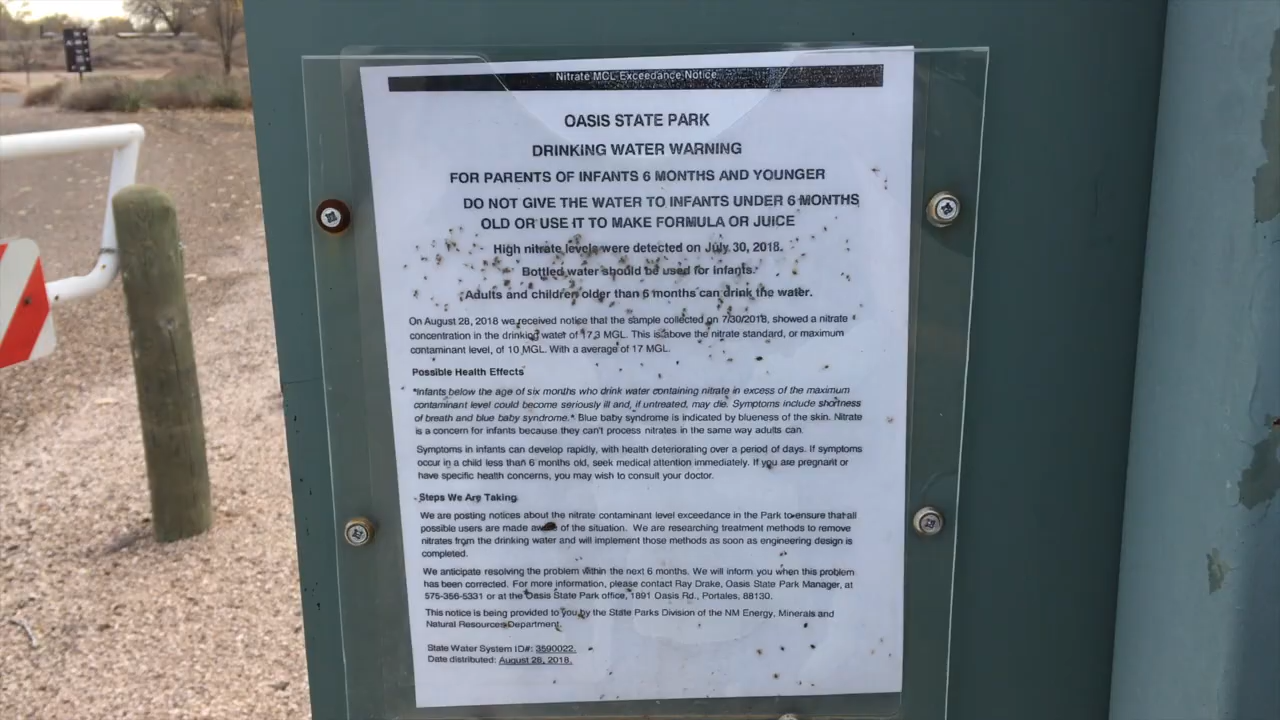 Nitrate MCL Exceedance Notice
OASIS STATE PARK
DRINKING WATER WARNING
FOR PARENTS OF INFANTS 6 MONTHS AND YOUNGER
DO NOT GIVE THE WATER TO INFANTS UNDER 6 MONTHS
OLD OR USE IT TO MAKE FORMULA OR JUICE
High nitrate levels were detected on July 30, 2018.
Bottled water should be used for infants.
Adults and children older than 6 months can drink the water.
On August 28, 2018 we received notice that the sample collected on 7/30/2018, showed a nitrate
concentration in the drinking water of 17.3 MGL. This is above the nitrate standard, or maximum
contaminant level, of 10 MGL. With a average of 17 MGL.
Possible Health Effects
*Infants below the age of six months who drink water containing nitrate in excess of the maximum
contaminant level could become seriously ill and, if untreated, may die. Symptoms include shortness
of breath and blue baby syndrome.* Blue baby syndrome is indicated by blueness of the skin. Nitrate
is a concern for infants because they can't process nitrates in the same way adults can.
Symptoms in infants can develop rapidly, with health deteriorating over a period of days. If symptoms
occur in a child less than 6 months old, seek medical attention immediately. If you are pregnant or
have specific health concerns, you may wish to consult your doctor.
Steps We Are Taking
We are posting notices about the nitrate contaminant level exceedance in the Park to ensure that all
possible users are made aware of the situation. We are researching treatment methods to remove
nitrates from the drinking water and will implement those methods as soon as engineering design is
completed.
We anticipate resolving the problem within the next 6 months. We will inform you when this problem
has been corrected. For more information, please contact Ray Drake, Oasis State Park Manager, at
575-356-5331 or at the Oasis State Park office, 1891 Oasis Rd., Portales, 88130.
This notice is being provided to you by the State Parks Division of the NM Energy, Minerals and
Natural Resources Department.
State Water System ID#: 3590022.
Date distributed: August 28, 2018.